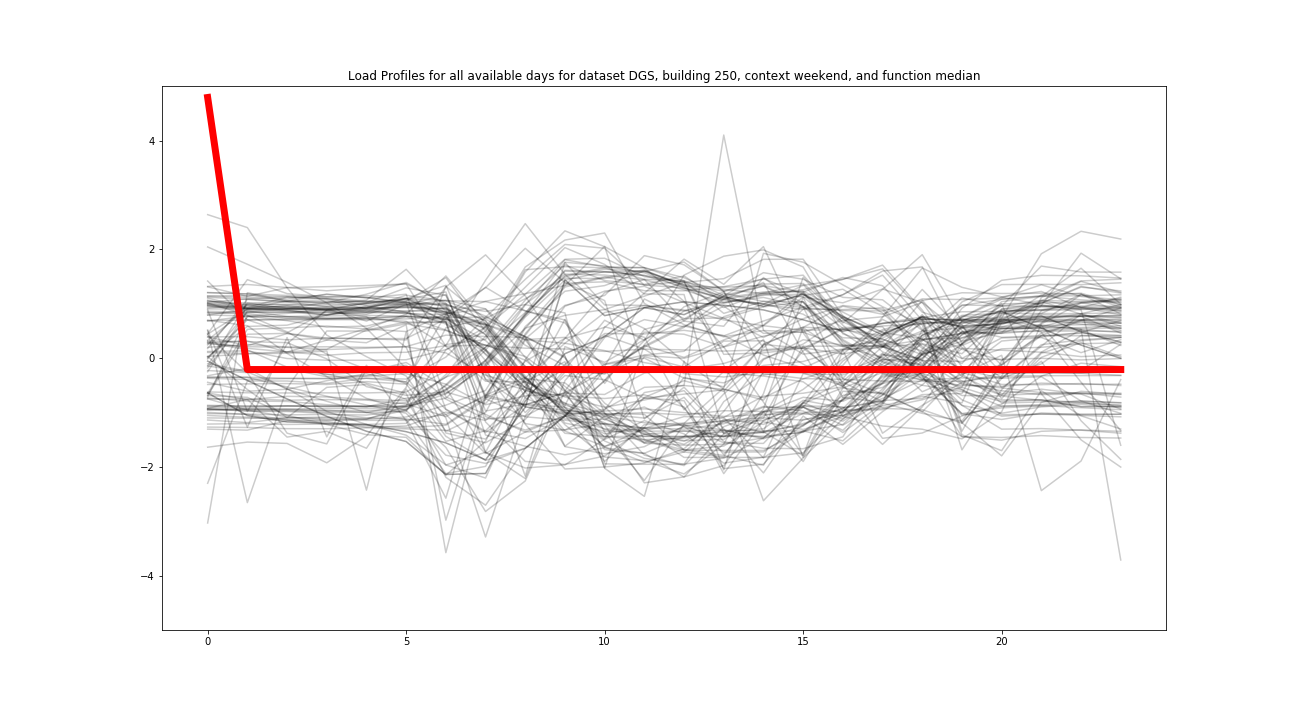 Load Profiles for all available days for dataset DGS, building 250, context weekend, and function median
4
2
0
−2
−4
0 5 10 15 20